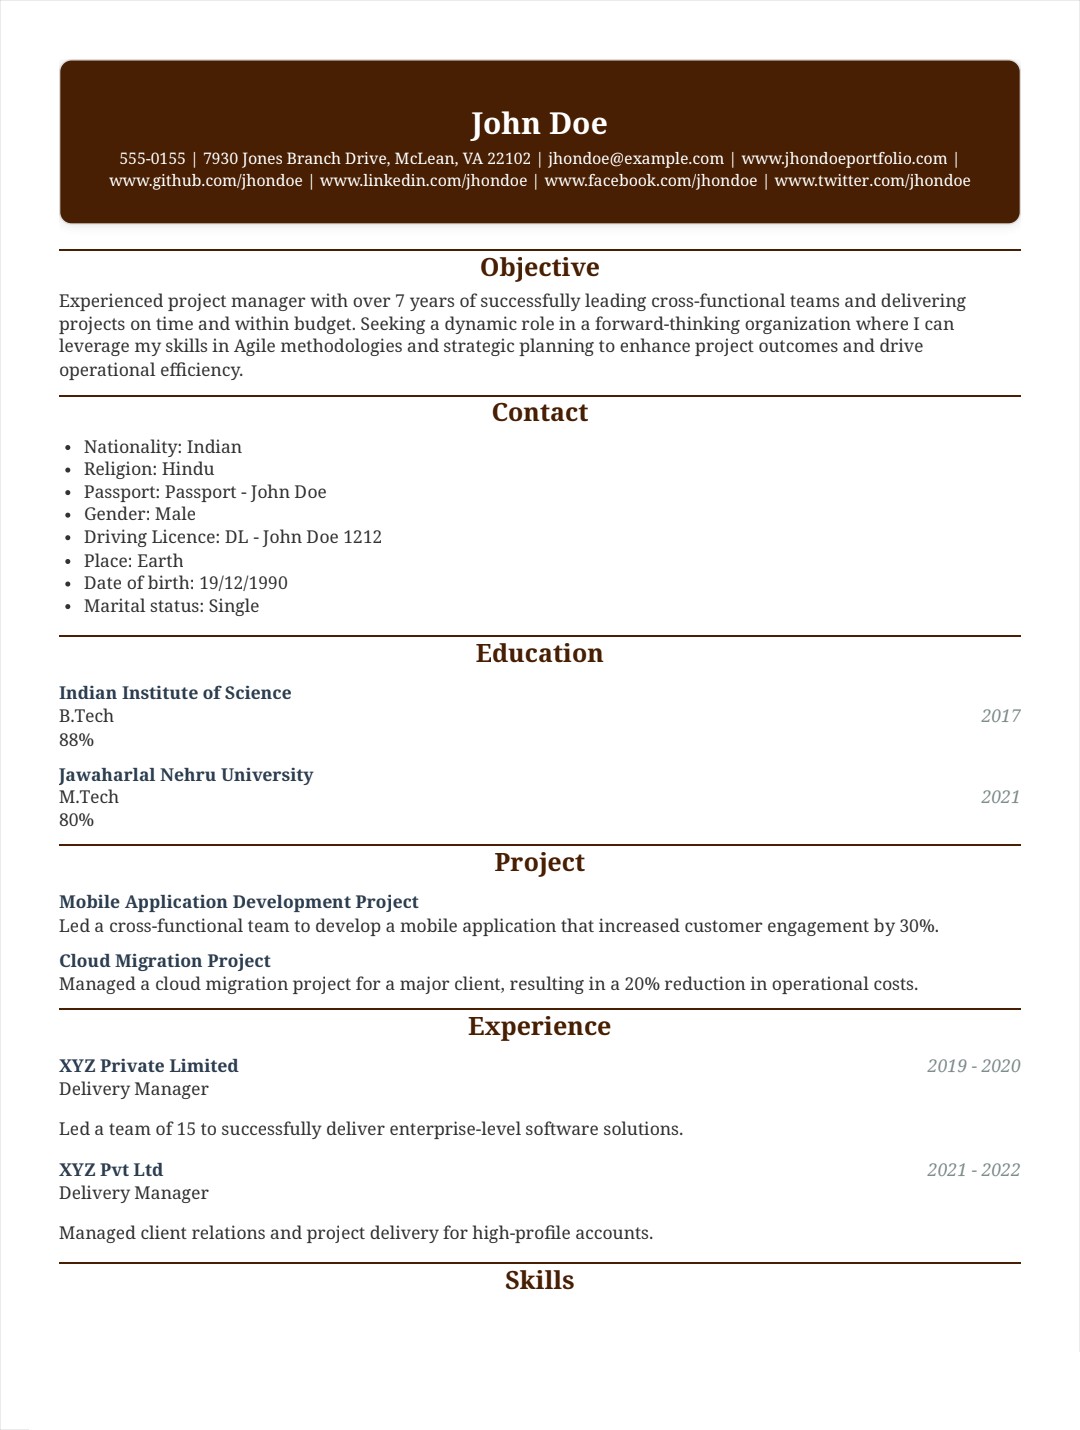 John Doe
555-0155 | 7930 Jones Branch Drive, McLean, VA 22102 | jhondoe@example.com | www.jhondoeportfolio.com |
www.github.com/jhondoe | www.linkedin.com/jhondoe | www.facebook.com/jhondoe | www.twitter.com/jhondoe
Objective
Experienced project manager with over 7 years of successfully leading cross-functional teams and delivering
projects on time and within budget. Seeking a dynamic role in a forward-thinking organization where I can
leverage my skills in Agile methodologies and strategic planning to enhance project outcomes and drive
operational efficiency.
Contact
• Nationality: Indian
• Religion: Hindu
• Passport: Passport - John Doe
• Gender: Male
• Driving Licence: DL - John Doe 1212
• Place: Earth
• Date of birth: 19/12/1990
• Marital status: Single
Education
Indian Institute of Science
B.Tech 2017
88%
Jawaharlal Nehru University
M.Tech 2021
80%
Project
Mobile Application Development Project
Led a cross-functional team to develop a mobile application that increased customer engagement by 30%.
Cloud Migration Project
Managed a cloud migration project for a major client, resulting in a 20% reduction in operational costs.
Experience
XYZ Private Limited 2019 - 2020
Delivery Manager
Led a team of 15 to successfully deliver enterprise-level software solutions.
XYZ Pvt Ltd 2021 - 2022
Delivery Manager
Managed client relations and project delivery for high-profile accounts.
Skills